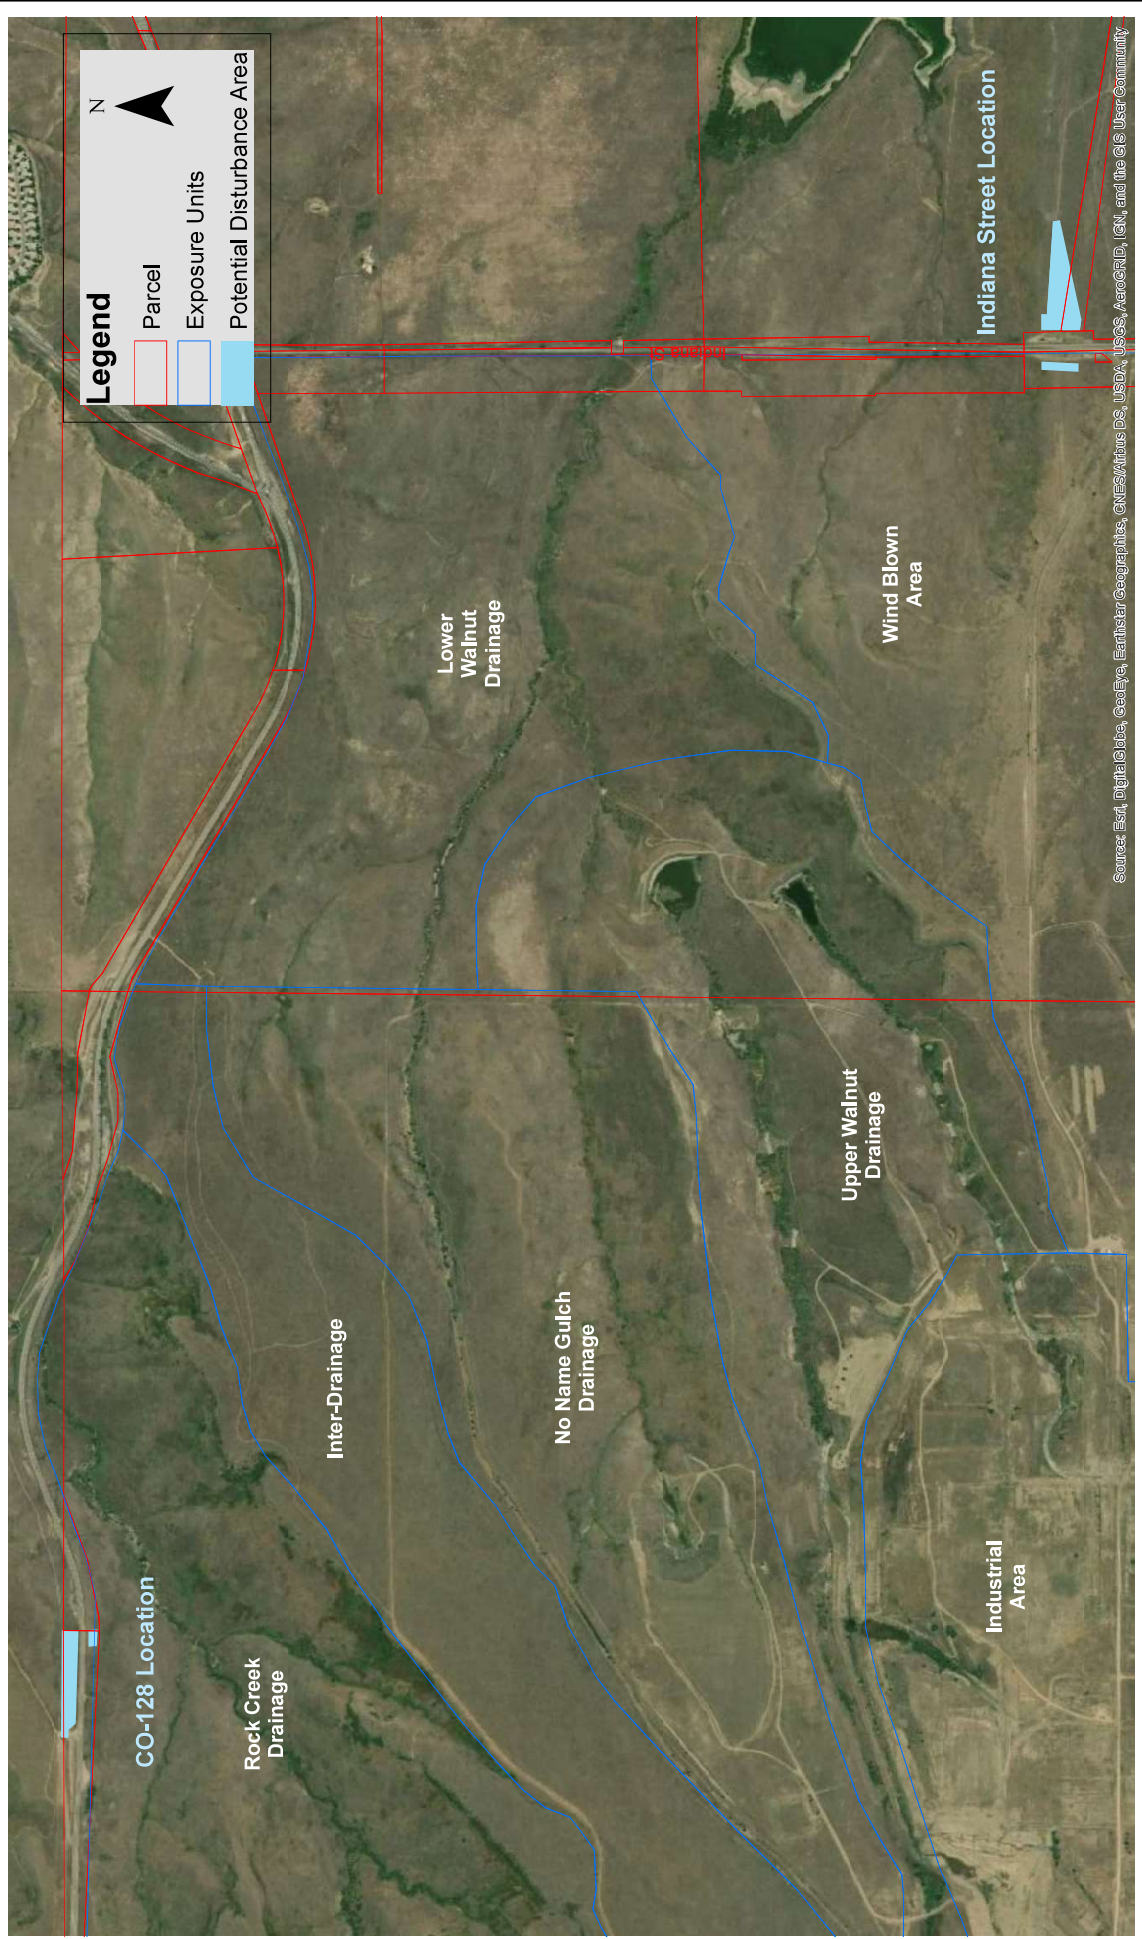 Legend
N
Parcel
Exposure Units
Potential Disturbance Area
CO-128 Location
Rock Creek
Drainage
Inter-Drainage
Lower
Walnut
Drainage
No Name Gulch
Drainage
Indiana St
Upper Walnut
Drainage
Wind Blown
Area
Industrial
Area
Indiana Street Location
Source: Esri, DigitalGlobe, GeoEye, Earthstar Geographics, CNES/Airbus DS, USDA, USGS, AeroGRID, IGN, and the GIS User Community